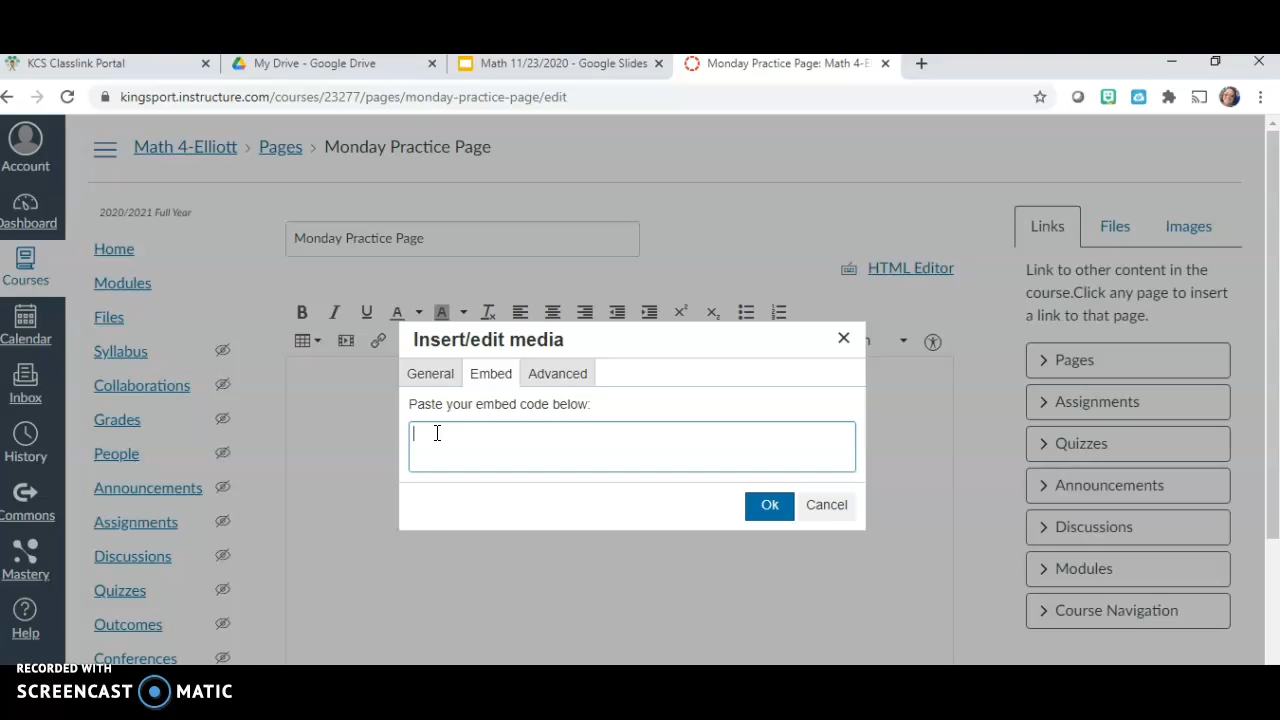 KCS Classlink Portal
My Drive - Google Drive
Math 11/23/2020 - Google Slides
Monday Practice Page: Math 4-El
kingsport.instructure.com/courses/23277/pages/monday-practice-page/edit
Math 4-Elliott > Pages > Monday Practice Page
Account
Dashboard
Courses
Calendar
Inbox
History
Commons
Mastery
Help
2020/2021 Full Year
Home
Modules
Files
Syllabus
Collaborations
Grades
People
Announcements
Assignments
Discussions
Quizzes
Outcomes
Conferences
Monday Practice Page
HTML Editor
Insert/edit media
General Embed Advanced
Paste your embed code below:
Ok Cancel
Links Files Images
Link to other content in the
course.Click any page to insert
a link to that page.
Pages
Assignments
Quizzes
Announcements
Discussions
Modules
Course Navigation
RECORDED WITH
SCREENCAST MATIC